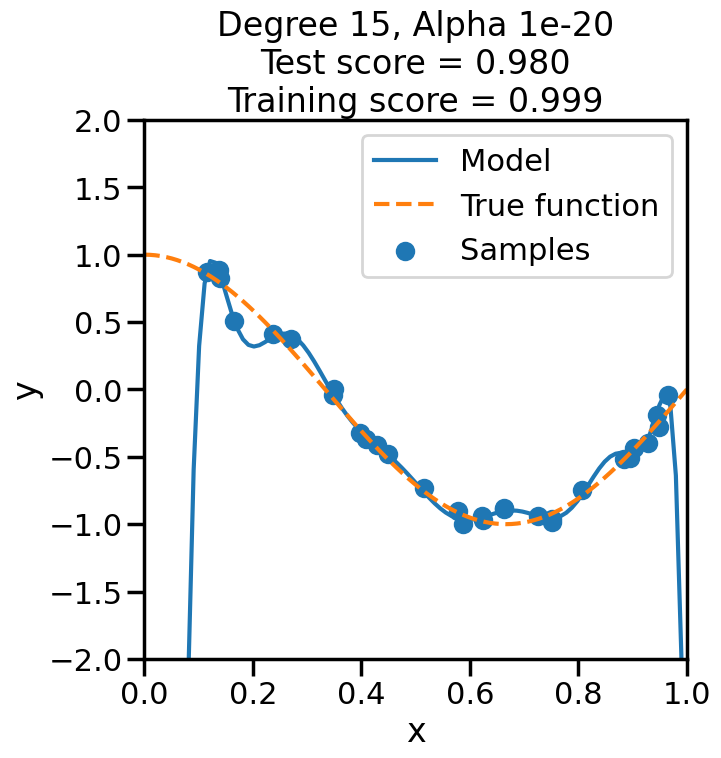 Degree 15, Alpha 1e-20
Test score = 0.980
Training score = 0.999
2.0
1.5
1.0
0.5
0.0
−0.5
−1.0
−1.5
−2.0
y
Model
True function
Samples
0.0 0.2 0.4 0.6 0.8 1.0
x